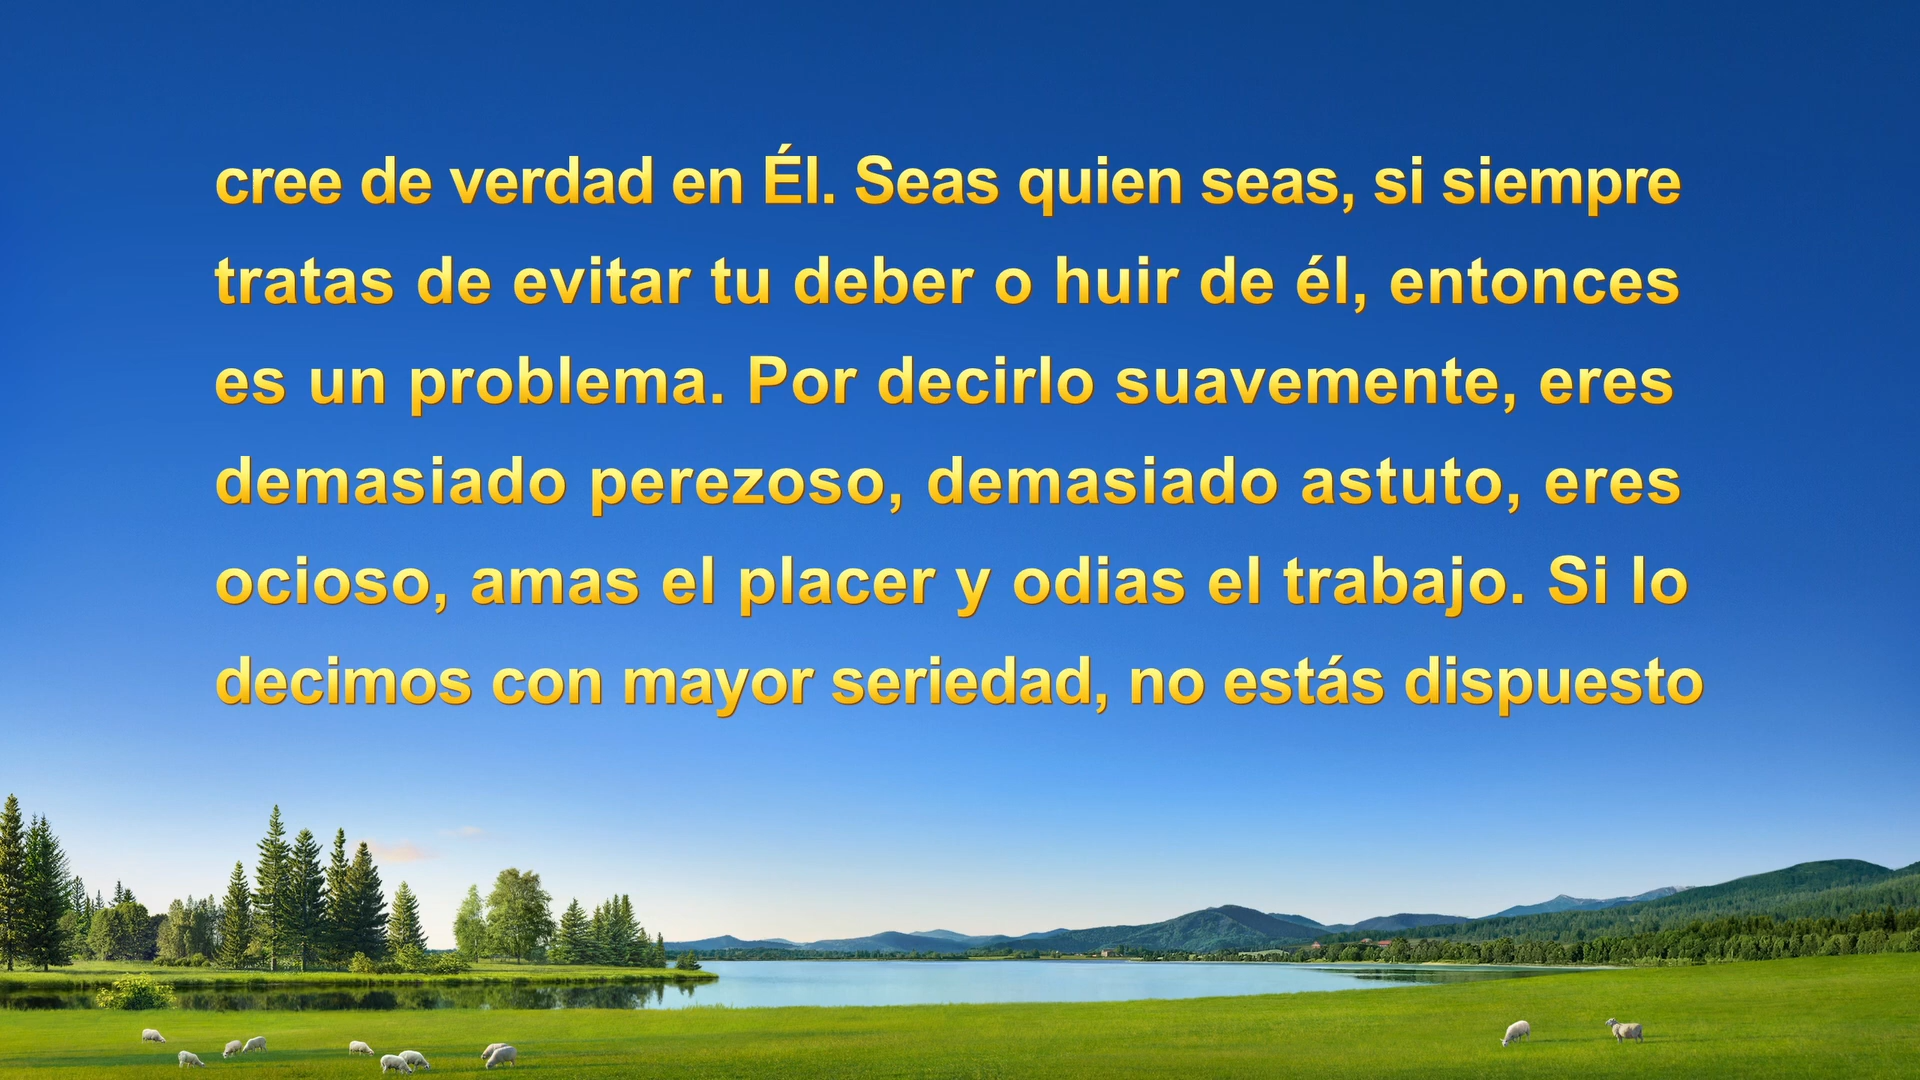 cree de verdad en Él. Seas quien seas, si siempre
tratas de evitar tu deber o huir de él, entonces
es un problema. Por decirlo suavemente, eres
demasiado perezoso, demasiado astuto, eres
ocioso, amas el placer y odias el trabajo. Si lo
decimos con mayor seriedad, no estás dispuesto